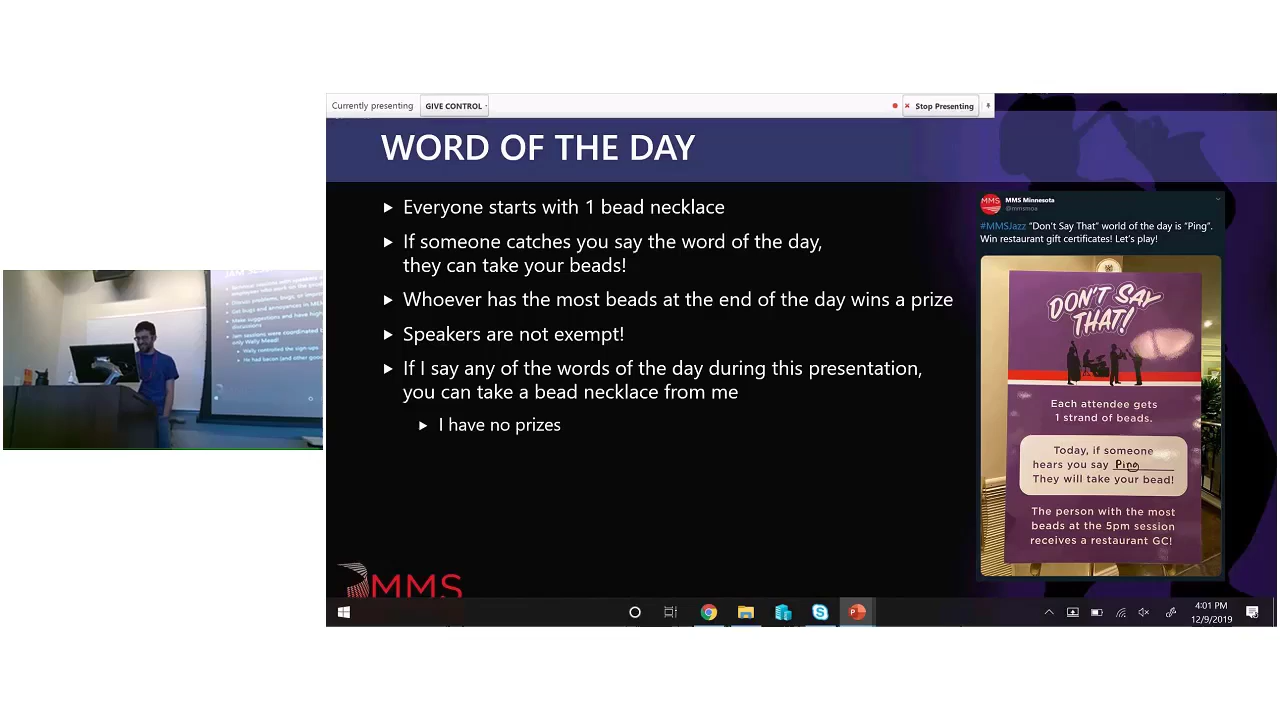 Currently presenting
GIVE CONTROL
Stop Presenting
WORD OF THE DAY
Everyone starts with 1 bead necklace
If someone catches you say the word of the day,
they can take your beads!
Whoever has the most beads at the end of the day wins a prize
Speakers are not exempt!
If I say any of the words of the day during this presentation,
you can take a bead necklace from me
I have no prizes
MMS
MMS
MMS Minnesota
@mmsmoa
#MMSJazz "Don't Say That" world of the day is "Ping".
Win restaurant gift certificates! Let's play!
DON'T SAY
THAT!
Each attendee gets
1 strand of beads.
Today, if someone
hears you say Ping
They will take your bead!
The person with the most
beads at the 5pm session
receives a restaurant GC!
4:01 PM
12/9/2019